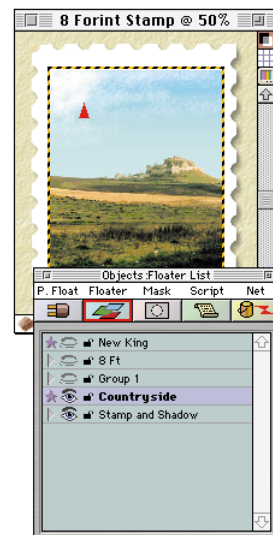 8 Forint Stamp @ 50%
Objects:Floater List
P. Float Floater Mask Script Net
New King
8 Ft
Group 1
Countryside
Stamp and Shadow